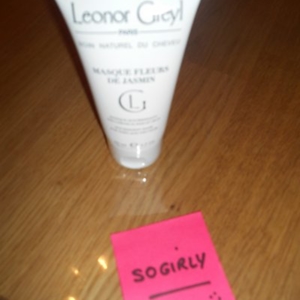 Leonor Greyl
PARIS
SOIN NATUREL DU CHEVEU
MASQUE FLEURS
DE JASMIN
LG
SOGIRLY